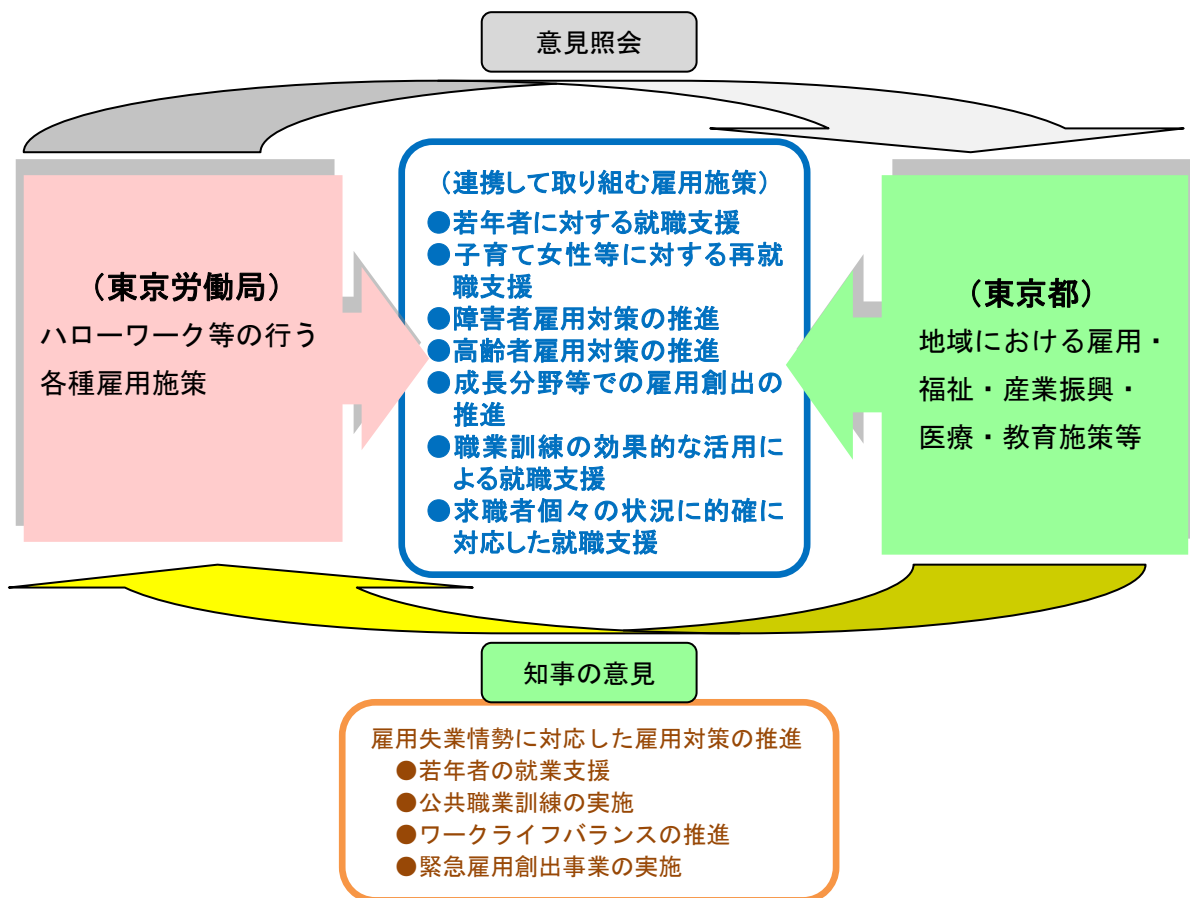 意見照会
（連携して取り組む雇用施策）
●若年者に対する就職支援
●子育て女性等に対する再就
職支援
●障害者雇用対策の推進
●高齢者雇用対策の推進
●成長分野等での雇用創出の
推進
●職業訓練の効果的な活用に
よる就職支援
●求職者個々の状況に的確に
対応した就職支援
（東京労働局）
ハローワーク等の行う
各種雇用施策
（東京都）
地域における雇用・
福祉・産業振興・
医療・教育施策等
知事の意見
雇用失業情勢に対応した雇用対策の推進
●若年者の就業支援
●公共職業訓練の実施
●ワークライフバランスの推進
●緊急雇用創出事業の実施